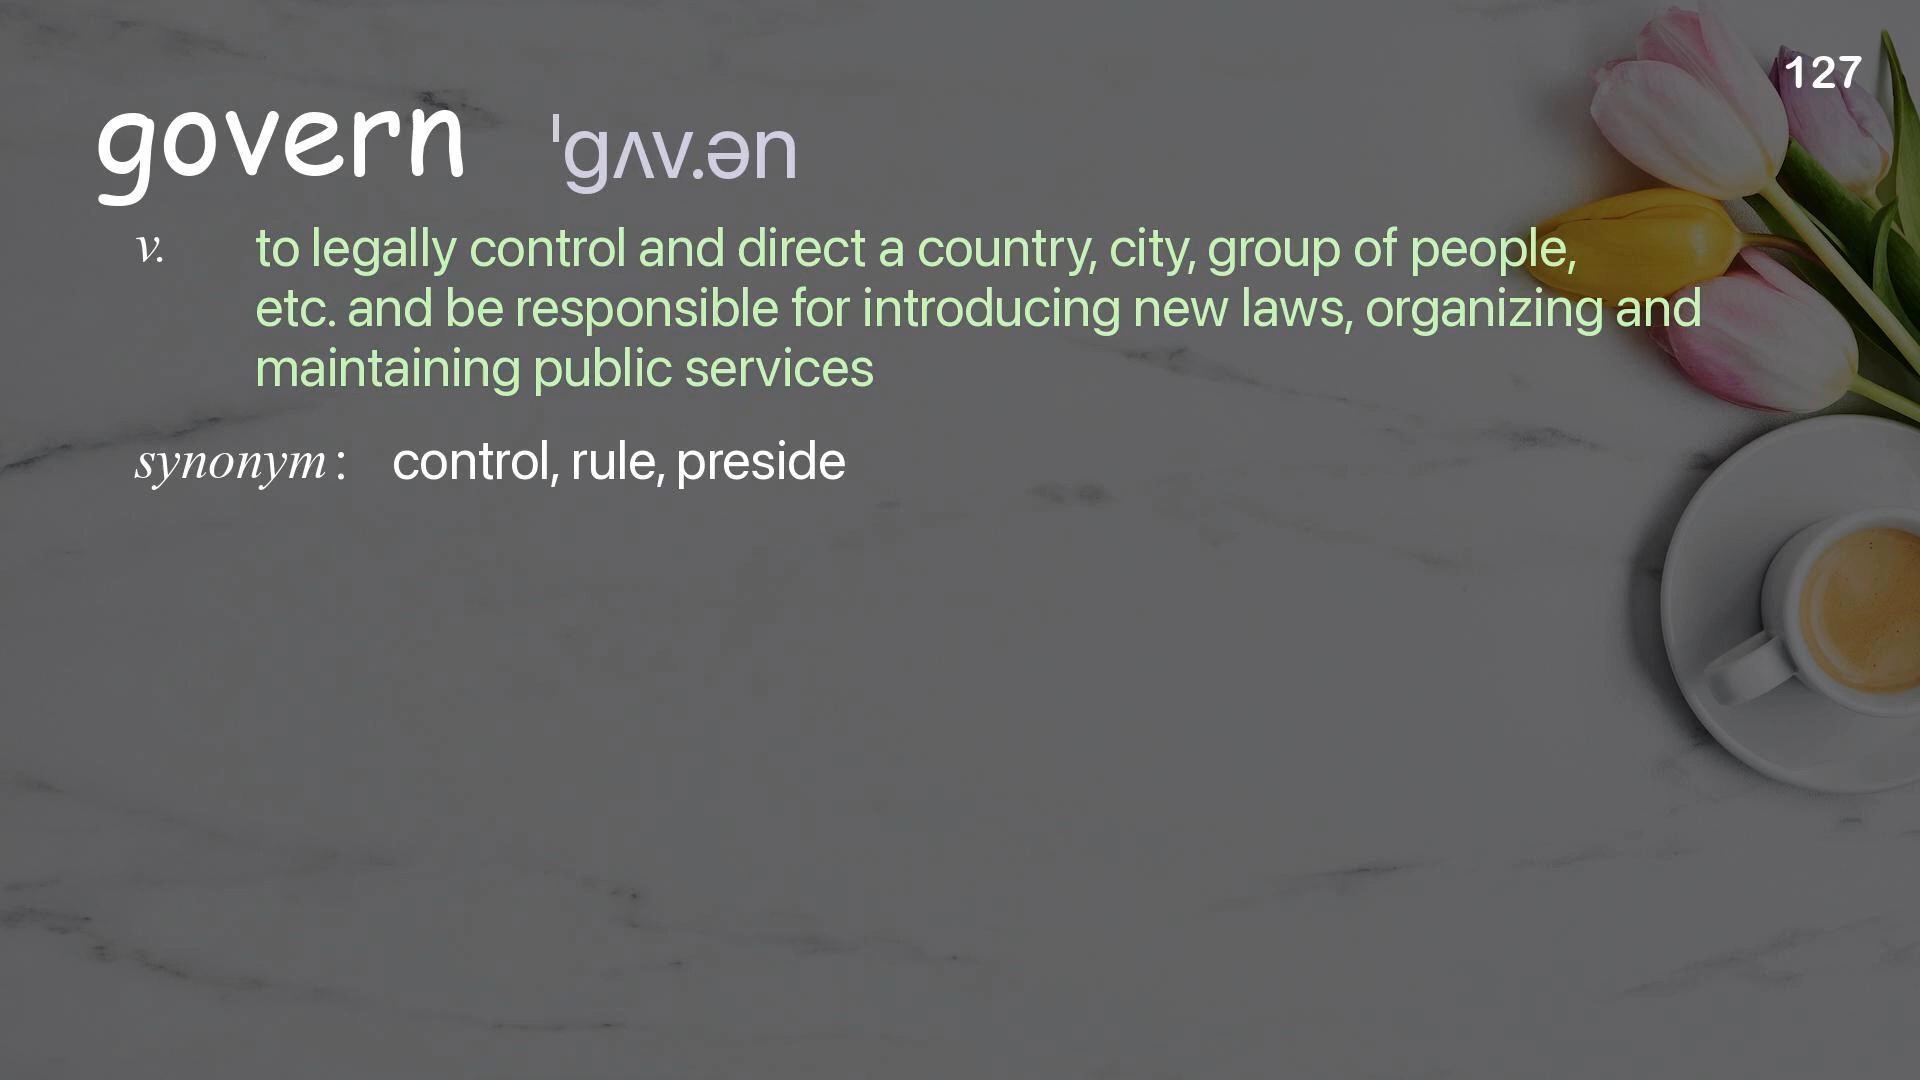 127
govern ˈɡʌv.ən
v. to legally control and direct a country, city, group of people,
etc. and be responsible for introducing new laws, organizing and
maintaining public services
synonym: control, rule, preside